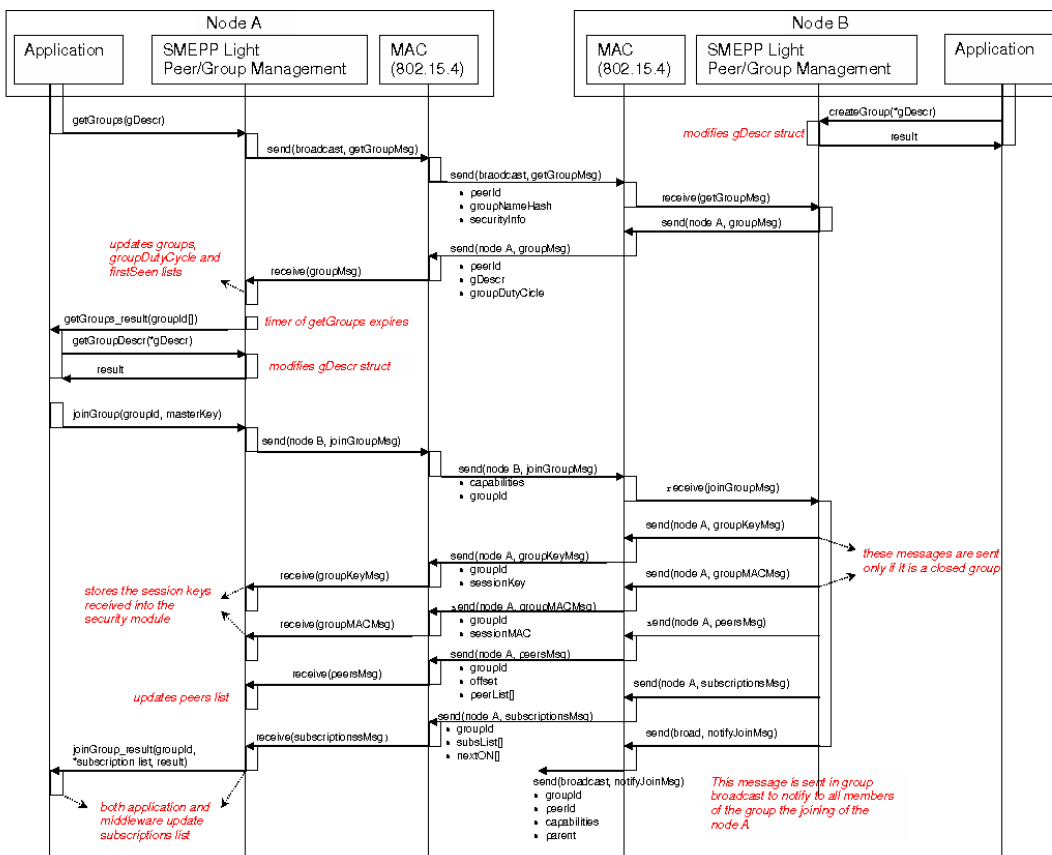 Node A
Node B
Application
SMEPP Light
Peer/Group Management
MAC
(802.15.4)
MAC
(802.15.4)
SMEPP Light
Peer/Group Management
Application
getGroups(gDescr)
createGroup(*gDescr)
modifies gDescr struct
result
send(broadcast, getGroupMsg)
send(braodcast, getGroupMsg)
peerId
groupNameHash
securityInfo
receive(getGroupMsg)
send(node A, groupMsg)
updates groups,
groupDutyCycle and
firstSeen lists
send(node A, groupMsg)
receive(groupMsg)
peerId
gDescr
groupDutyCicle
getGroups_result(groupId[])
timer of getGroups expires
getGroupDescr(*gDescr)
result
modifies gDescr struct
joinGroup(groupId, masterKey)
send(node B, joinGroupMsg)
send(node B, joinGroupMsg)
capabilities
groupId
receive(joinGroupMsg)
send(node A, groupKeyMsg)
these messages are sent
only if it is a closed group
send(node A, groupKeyMsg)
groupId
sessionKey
receive(groupKeyMsg)
send(node A, groupMACMsg)
stores the session keys
received into the
security module
send(node A, groupMACMsg)
groupId
sessionMAC
receive(groupMACMsg)
send(node A, peersMsg)
send(node A, peersMsg)
groupId
offset
peerList[]
receive(peersMsg)
updates peers list
send(node A, subscriptionsMsg)
send(node A, subscriptionsMsg)
groupId
subsList[]
nextON[]
receive(subscriptionssMsg)
send(broad, notifyJoinMsg)
joinGroup_result(groupId,
*subscription list, result)
send(broadcast, notifyJoinMsg)
groupId
peerId
capabilities
parent
This message is sent in group
broadcast to notify to all members
of the group the joining of the
node A
both application and
middleware update
subscriptions list